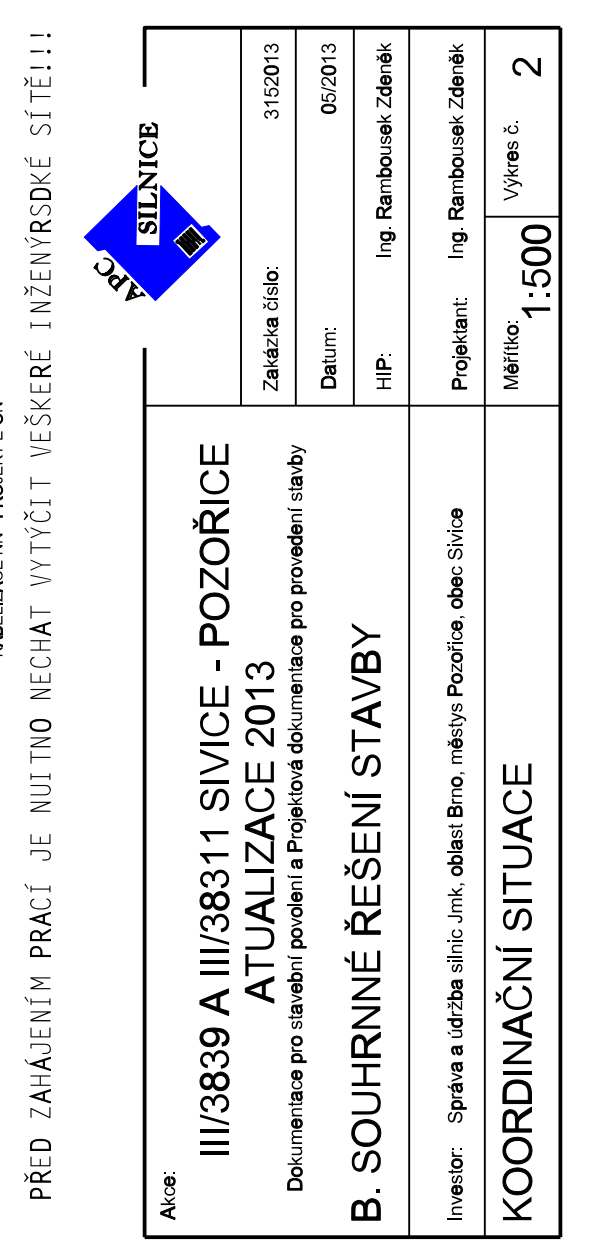 PŘED ZAHÁJENÍM PRACÍ JE NUITNO NECHAT VYTÝČIT VEŠKERÉ INŽENÝRSDKÉ SÍTĚ!!!
APC
SILNICE
Akce:
III/3839 A III/38311 SIVICE - POZOŘICE
ATUALIZACE 2013
Dokumentace pro stavební povolení a Projektová dokumentace pro provedení stavby
Zakázka číslo: 3152013
Datum: 05/2013
B. SOUHRNNÉ ŘEŠENÍ STAVBY
HIP: Ing. Rambousek Zdeněk
Investor: Správa a údržba silnic Jmk, oblast Brno, městys Pozořice, obec Sivice
Projektant: Ing. Rambousek Zdeněk
KOORDINAČNÍ SITUACE
Měřítko: 1:500
Výkres č. 2